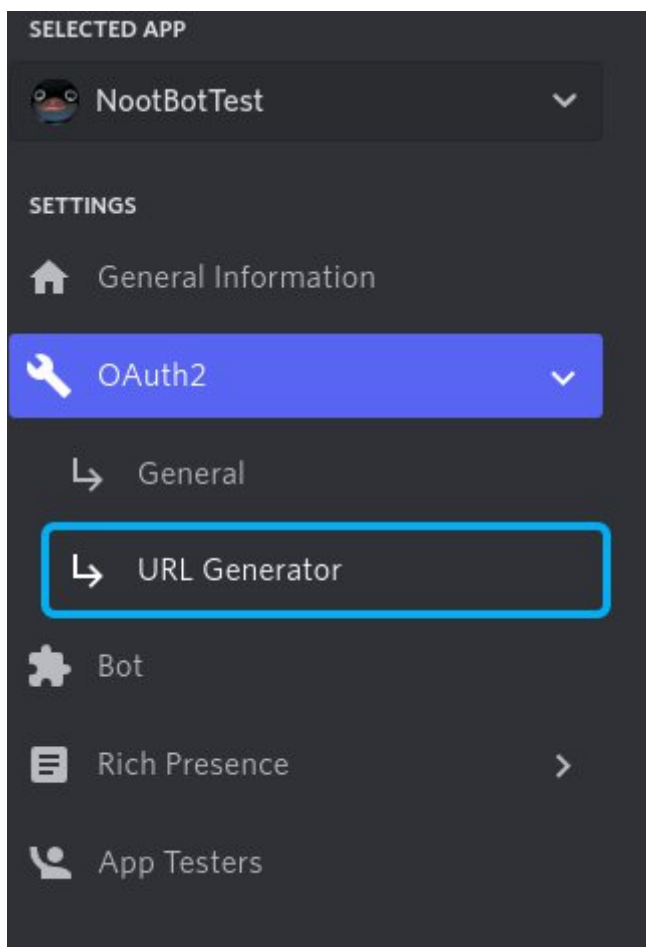 SELECTED APP
NootBotTest
SETTINGS
General Information
OAuth2
General
URL Generator
Bot
Rich Presence
App Testers